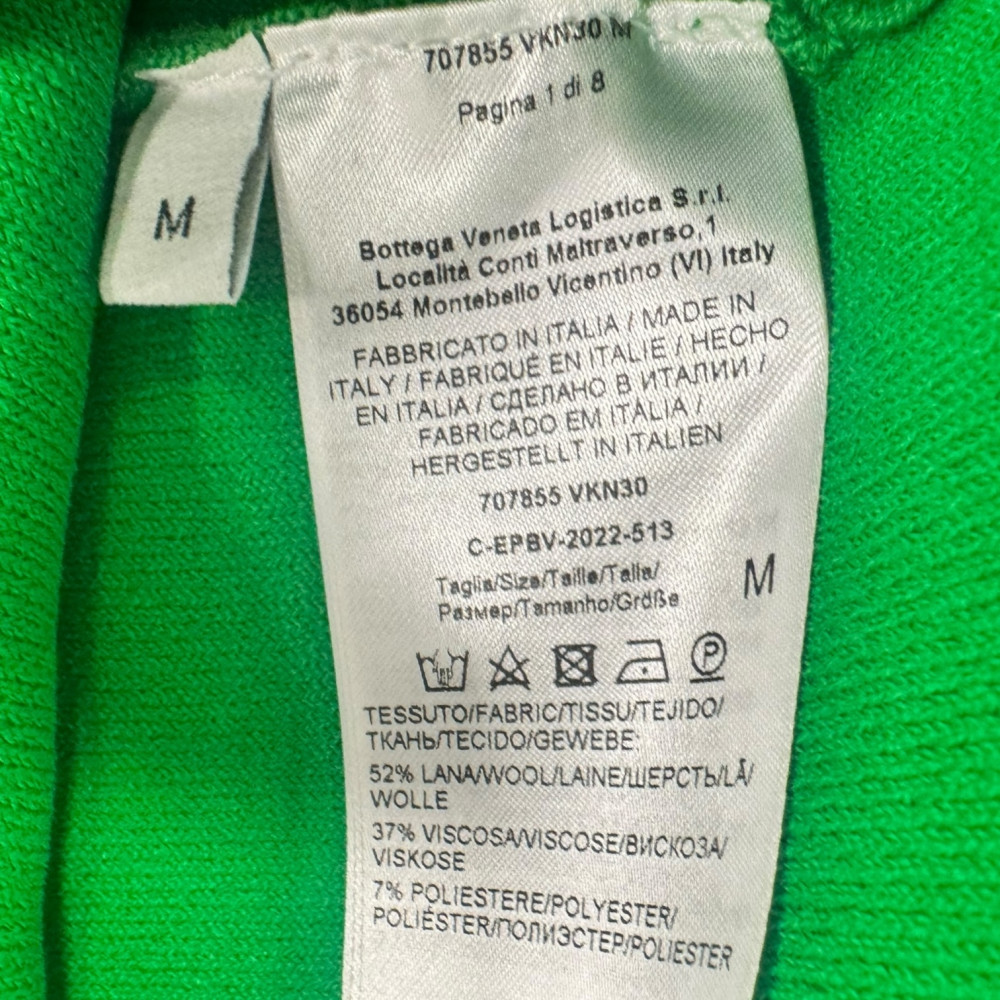 707855 VKN30 M
Pagina 1 di 8
M
Bottega Veneta Logistica S.r.l.
Località Conti Maltraverso,1
36054 Montebello Vicentino (VI) Italy
FABBRICATO IN ITALIA / MADE IN
ITALY / FABRIQUÉ EN ITALIE / HECHO
EN ITALIA / СДЕЛАНО В ИТАЛИИ /
FABRICADO EM ITÁLIA /
HERGESTELLT IN ITALIEN
707855 VKN30
C-EPBV-2022-513
Taglia/Size/Taille/Talla/
Размер/Tamanho/Größe
M
P
TESSUTO/FABRIC/TISSU/TEJIDO/
ТКАНЬ/TECIDO/GEWEBE:
52% LANA/WOOL/LAINE/ШЕРСТЬ/LÃ/
WOLLE
37% VISCOSA/VISCOSE/ВИСКОЗА/
VISKOSE
7% POLIESTERE/POLYESTER/
POLIÉSTER/ПОЛИЭСТЕР/POLIESTER